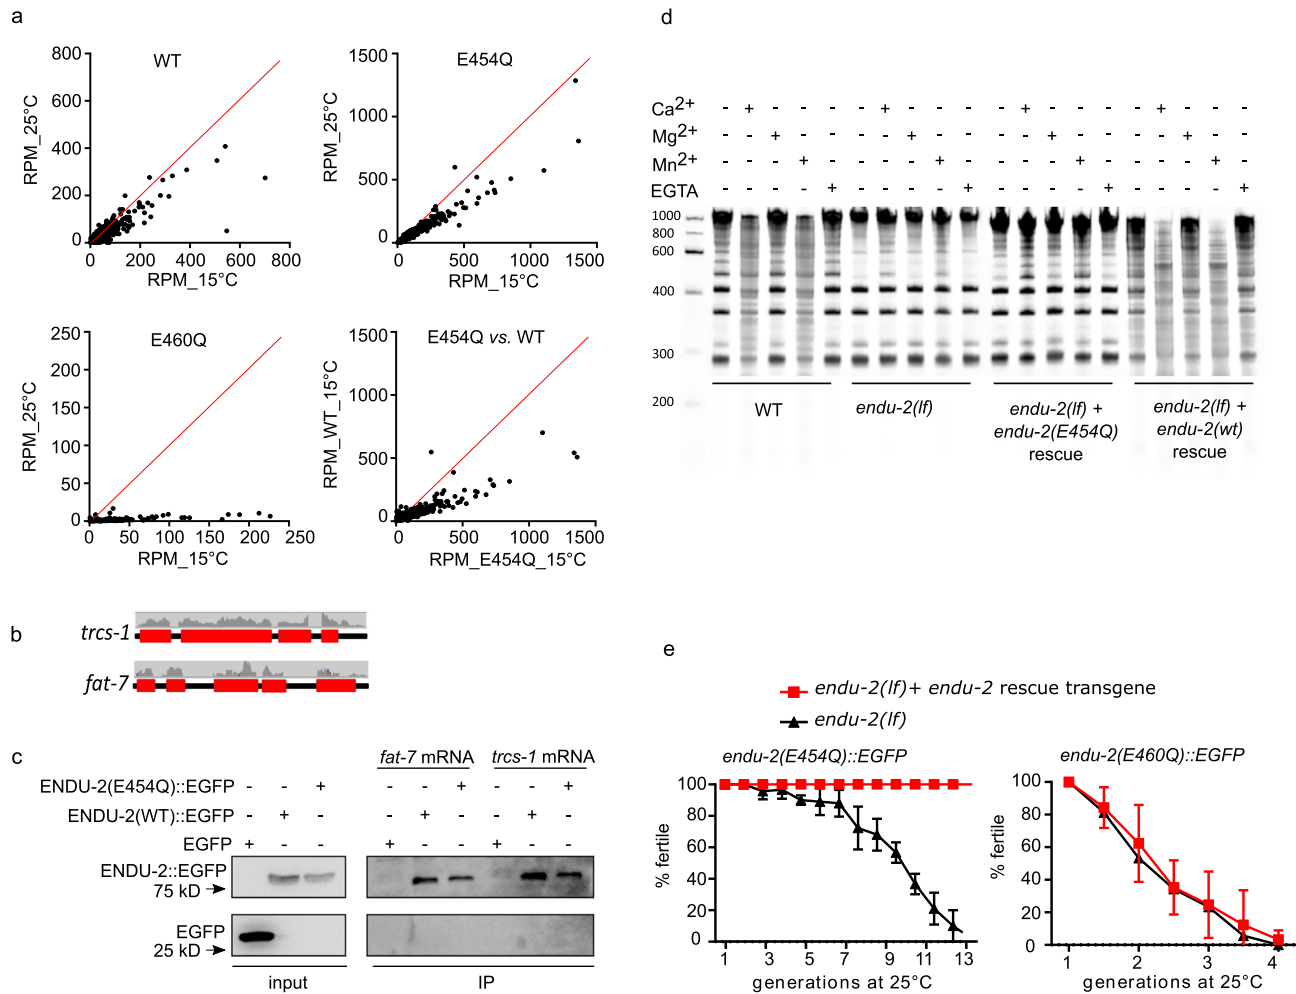 a
WT
800
600
400
200
0
RPM_25°C
0 200 400 600 800
RPM_15°C
E454Q
1500
1000
500
0
RPM_25°C
0 500 1000 1500
RPM_15°C
E460Q
250
200
150
100
50
0
RPM_25°C
0 50 100 150 200 250
RPM_15°C
E454Q vs. WT
1500
1000
500
0
RPM_WT_15°C
0 500 1000 1500
RPM_E454Q_15°C
b
trcs-1
fat-7
c
fat-7 mRNA trcs-1 mRNA
ENDU-2(E454Q)::EGFP - - + - - + - - +
ENDU-2(WT)::EGFP - + - - + - - + -
EGFP + - - + - - + - -
ENDU-2::EGFP
75 kD
EGFP
25 kD
input IP
d
Ca2+ - + - - - - + - - - - + - - - - + - - -
Mg2+ - - + - - - - + - - - - + - - - - + - -
Mn2+ - - - + - - - - + - - - - + - - - - + -
EGTA - - - - + - - - - + - - - - + - - - - +
1000
800
600
400
300
200
WT
endu-2(lf)
endu-2(lf) +
endu-2(E454Q)
rescue
endu-2(lf) +
endu-2(wt)
rescue
e
endu-2(lf)+ endu-2 rescue transgene
endu-2(lf)
endu-2(E454Q)::EGFP
100
80
60
40
20
0
% fertile
1 3 5 7 9 11 13
generations at 25°C
endu-2(E460Q)::EGFP
100
80
60
40
20
0
% fertile
1 2 3 4
generations at 25°C